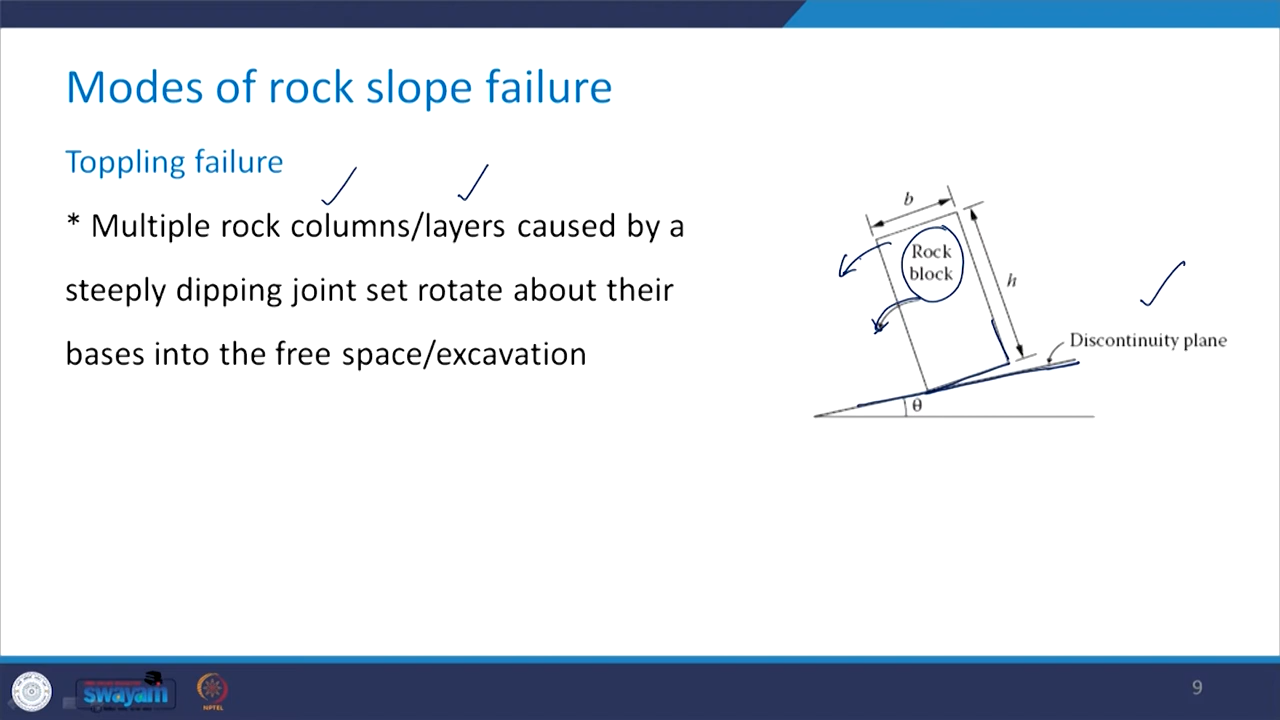 Modes of rock slope failure
Toppling failure
* Multiple rock columns/layers caused by a
steeply dipping joint set rotate about their
bases into the free space/excavation
b
Rock
block
h
Discontinuity plane
θ
swayam
NPTEL
9